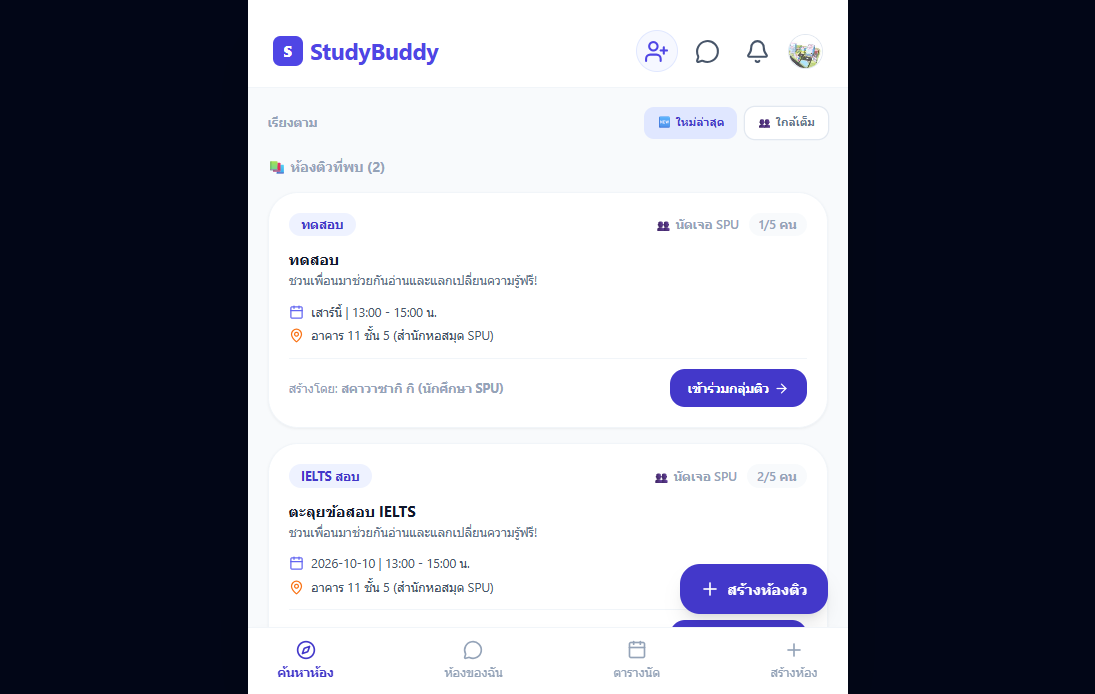 S StudyBuddy
เรียงตาม
NEW ใหม่ล่าสุด
ใกล้เต็ม
ห้องติวที่พบ (2)
ทดสอบ
นัดเจอ SPU
1/5 คน
ทดสอบ
ชวนเพื่อนมาช่วยกันอ่านและแลกเปลี่ยนความรู้ฟรี!
เสาร์นี้ | 13:00 - 15:00 น.
อาคาร 11 ชั้น 5 (สำนักหอสมุด SPU)
สร้างโดย: สคาวาซากิ กิ (นักศึกษา SPU)
เข้าร่วมกลุ่มติว →
IELTS สอบ
นัดเจอ SPU
2/5 คน
ตะลุยข้อสอบ IELTS
ชวนเพื่อนมาช่วยกันอ่านและแลกเปลี่ยนความรู้ฟรี!
2026-10-10 | 13:00 - 15:00 น.
อาคาร 11 ชั้น 5 (สำนักหอสมุด SPU)
+ สร้างห้องติว
ค้นหาห้อง
ห้องของฉัน
ตารางนัด
สร้างห้อง